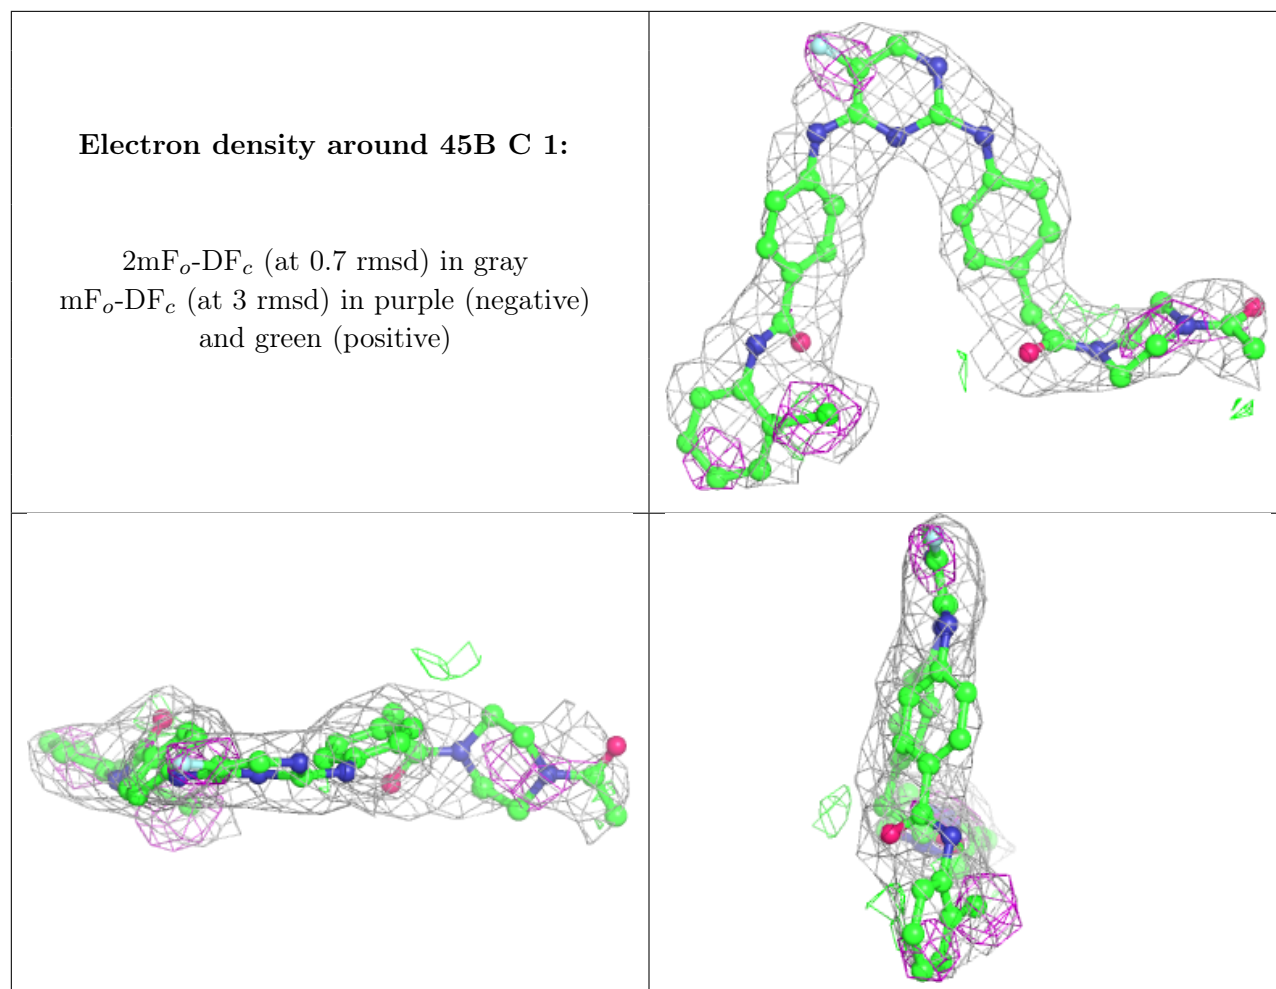 Electron density around 45B C 1:
2mFo-DFc (at 0.7 rmsd) in gray
mFo-DFc (at 3 rmsd) in purple (negative)
and green (positive)